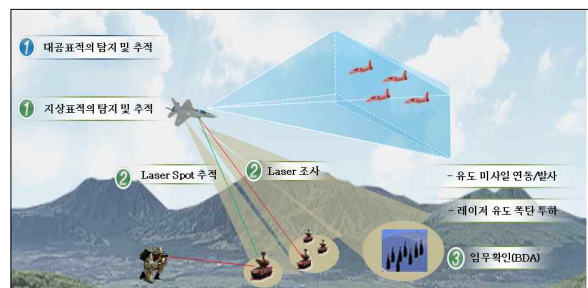 1 대공표적의 탐지 및 추적
1 지상표적의 탐지 및 추적
2 Laser Spot 추적
2 Laser 조사
- 유도 미사일 연동/발사
- 레이저 유도 폭탄 투하
3 임무확인(BDA)